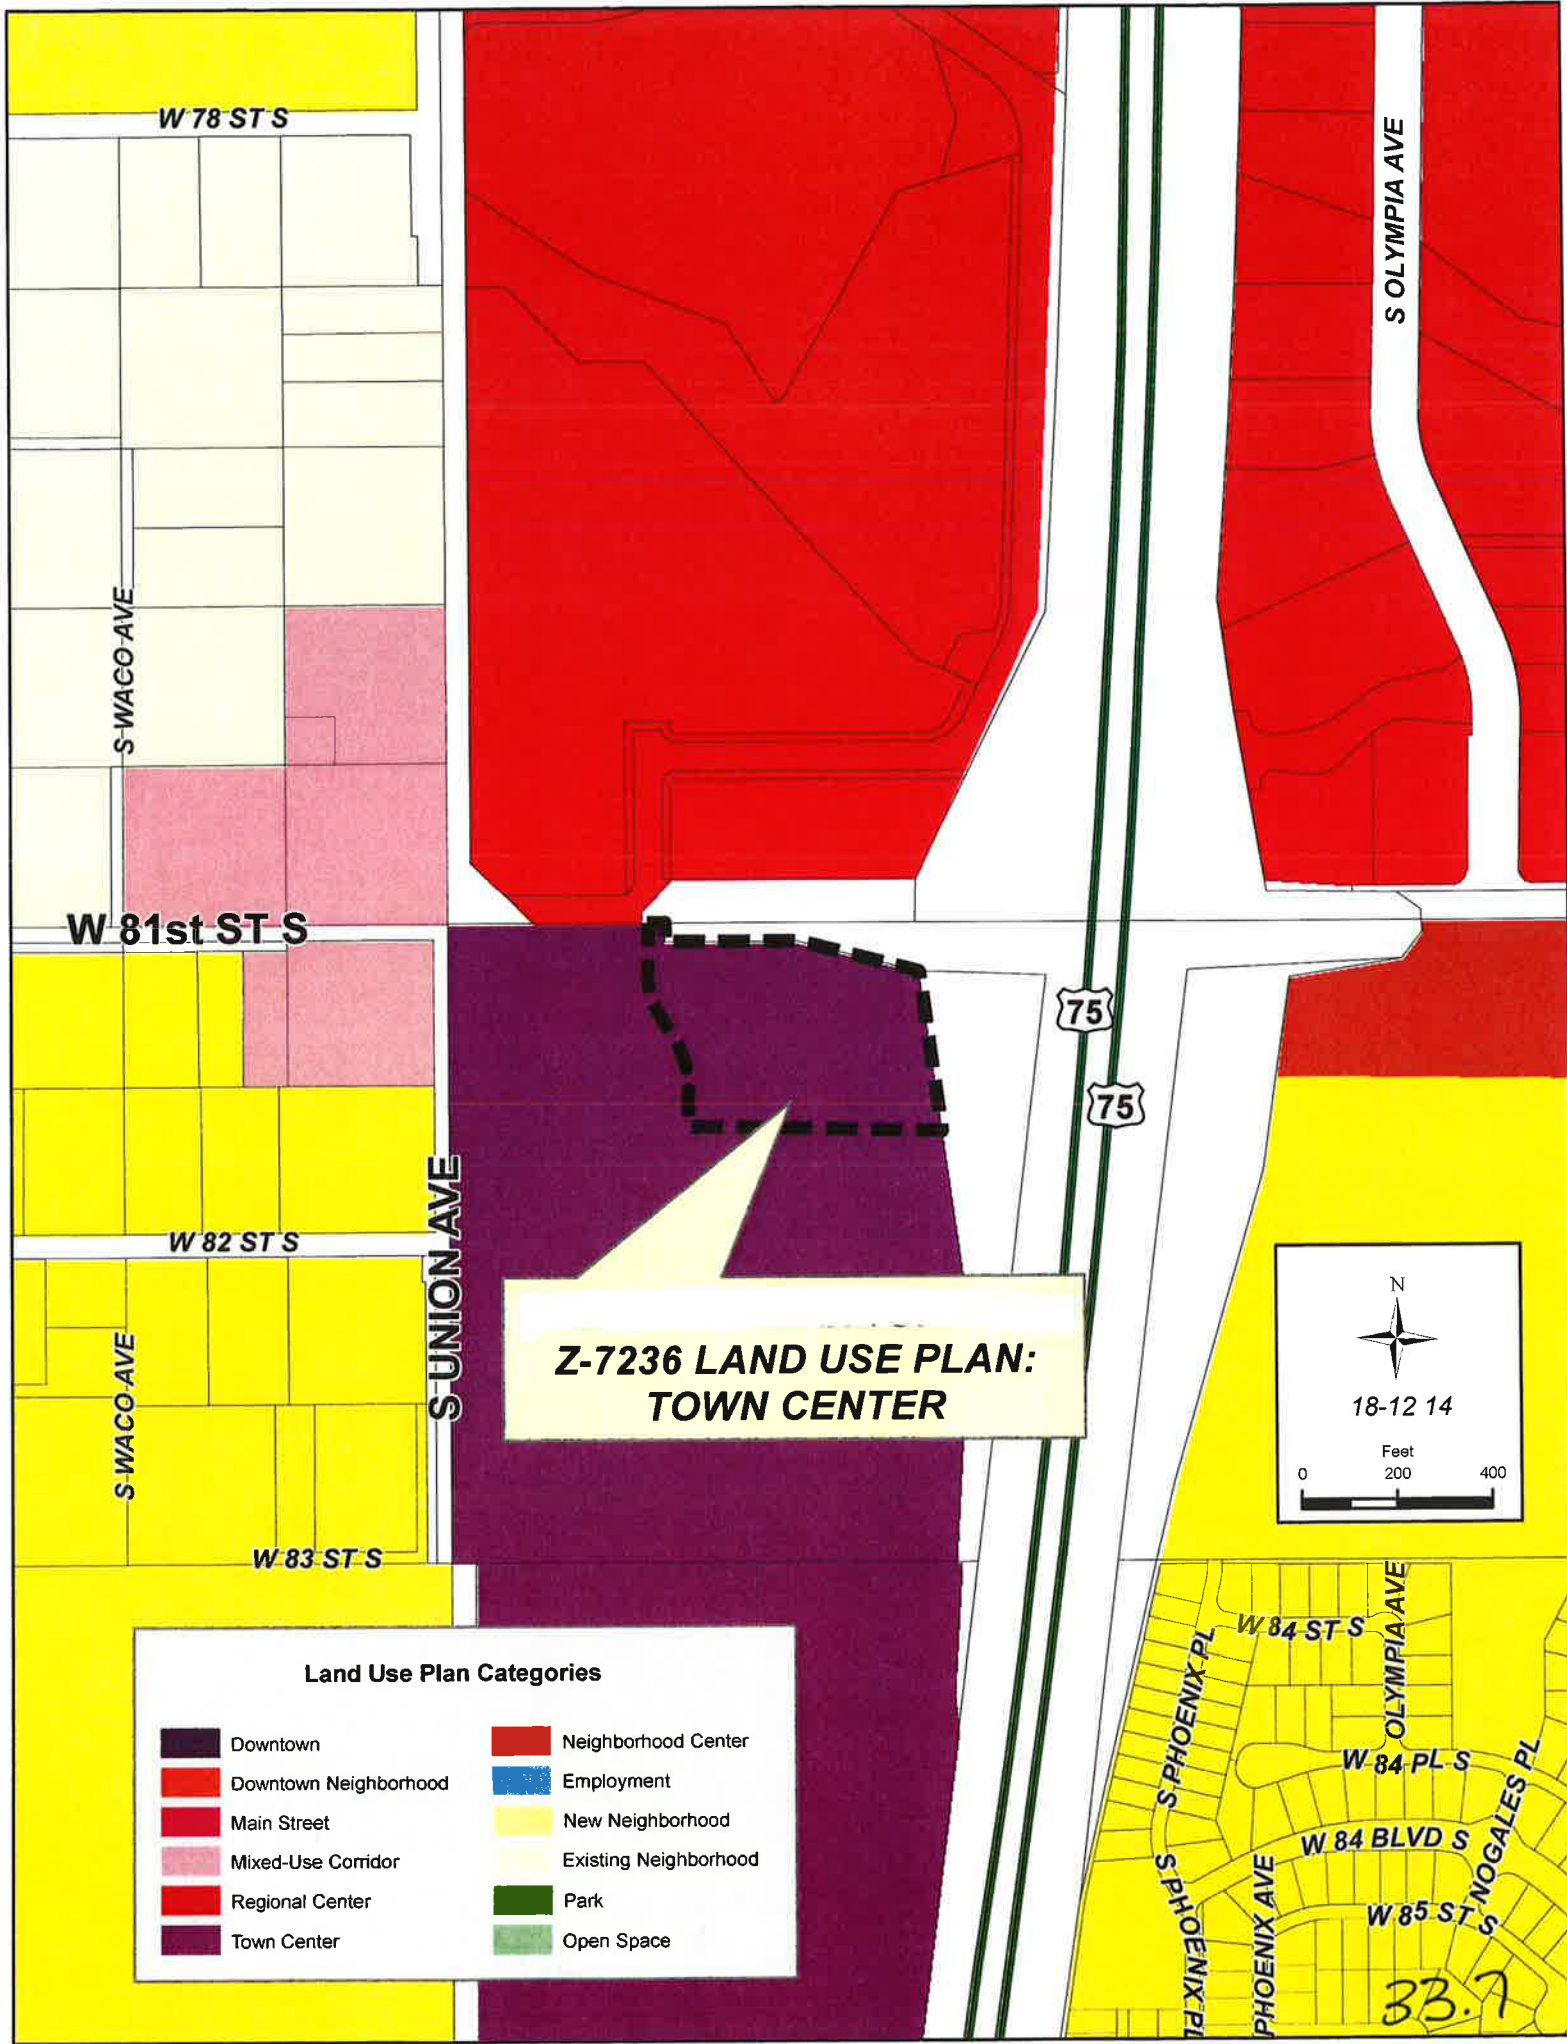 W 78 ST S
S OLYMPIA AVE
S WACO AVE
W 81st ST S
75
75
S UNION AVE
W 82 ST S
S WACO AVE
Z-7236 LAND USE PLAN:
TOWN CENTER
N
18-12 14
Feet
0 200 400
W 83 ST S
W 84 ST S
OLYMPIA AVE
S PHOENIX PL
W 84 PL S
NOGALES PL
W 84 BLVD S
S PHOENIX PL
PHOENIX AVE
W 85 ST S
Land Use Plan Categories
Downtown
Downtown Neighborhood
Main Street
Mixed-Use Corridor
Regional Center
Town Center
Neighborhood Center
Employment
New Neighborhood
Existing Neighborhood
Park
Open Space
33.7